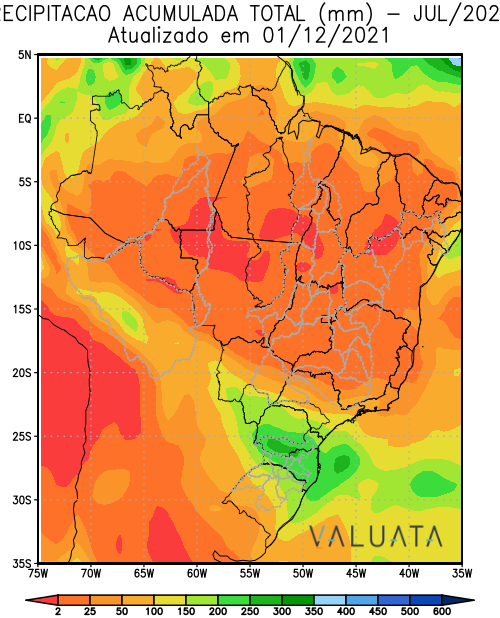 RECIPITACAO ACUMULADA TOTAL (mm) – JUL/202
Atualizado em 01/12/2021
5N
EQ
5S
10S
15S
20S
25S
30S
35S
75W 70W 65W 60W 55W 50W 45W 40W 35W
VALUATA
2 25 50 100 150 200 250 300 350 400 450 500 600